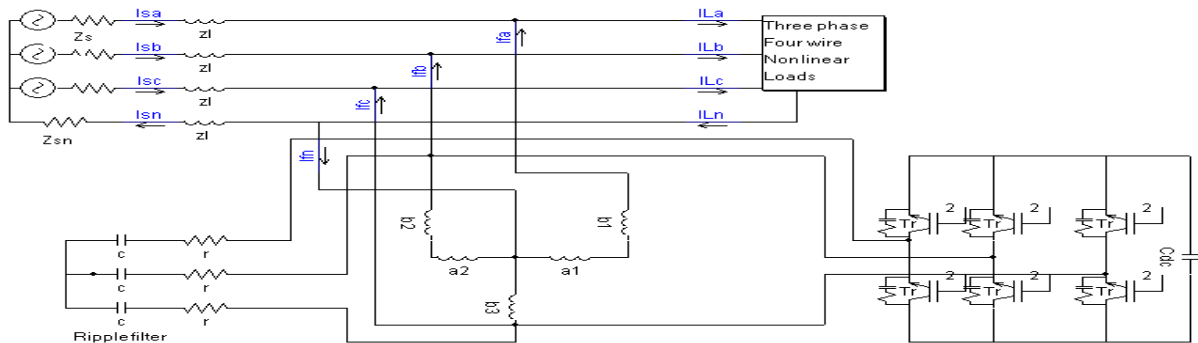 Isa
ILa
Zs
zl
Ifa
Three phase
Four wire
Nonlinear
Loads
Isb
ILb
zl
Ifb
Isc
ILc
zl
Ifc
Isn
ILn
zl
Zsn
Ifn
b2
b1
a2
a1
b3
2
2
2
Tr
Tr
Tr
Cdc
2
2
2
Tr
Tr
Tr
c
r
c
r
c
r
Ripple filter